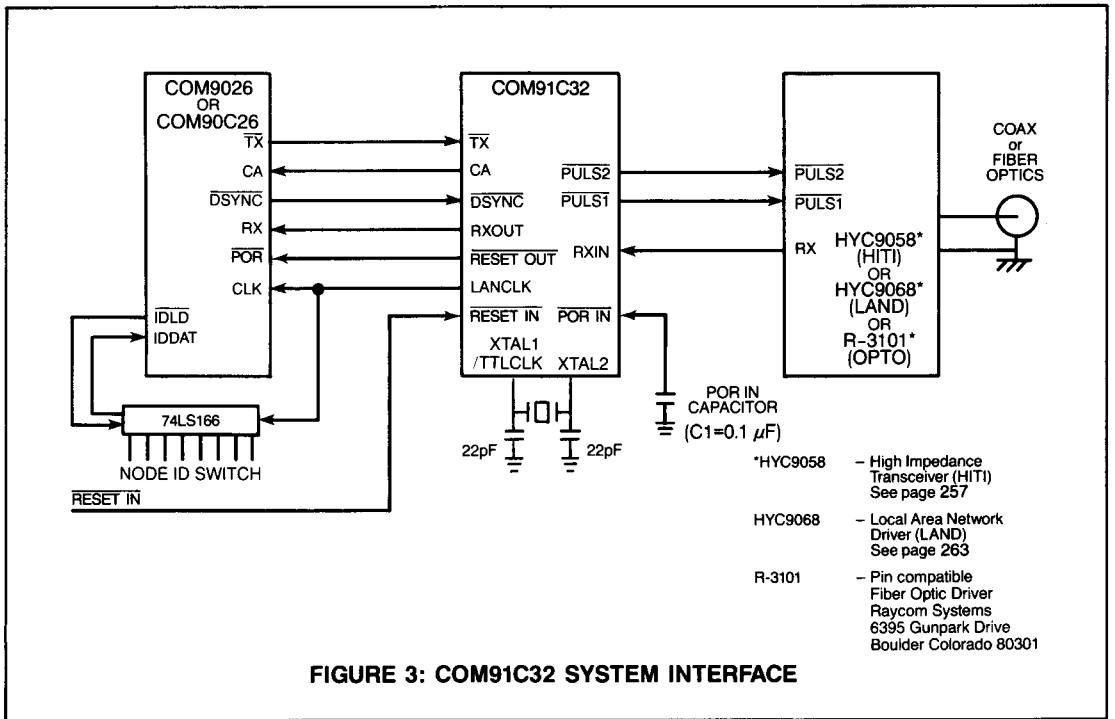 COM9026
OR
COM90C26
TX
CA
DSYNC
RX
POR
CLK
IDLD
IDDAT
74LS166
NODE ID SWITCH
RESET IN
COM91C32
TX
CA
DSYNC
RXOUT
RESET OUT
LANCLK
RESET IN
XTAL1
/TTLCLK
XTAL2
PULS2
PULS1
RXIN
POR IN
22pF
22pF
POR IN
CAPACITOR
(C1=0.1 μF)
PULS2
PULS1
RX
HYC9058*
(HITI)
OR
HYC9068*
(LAND)
OR
R-3101*
(OPTO)
COAX
or
FIBER
OPTICS
*HYC9058 – High Impedance
Transceiver (HITI)
See page 257
HYC9068 – Local Area Network
Driver (LAND)
See page 263
R-3101 – Pin compatible
Fiber Optic Driver
Raycom Systems
6395 Gunpark Drive
Boulder Colorado 80301
FIGURE 3: COM91C32 SYSTEM INTERFACE